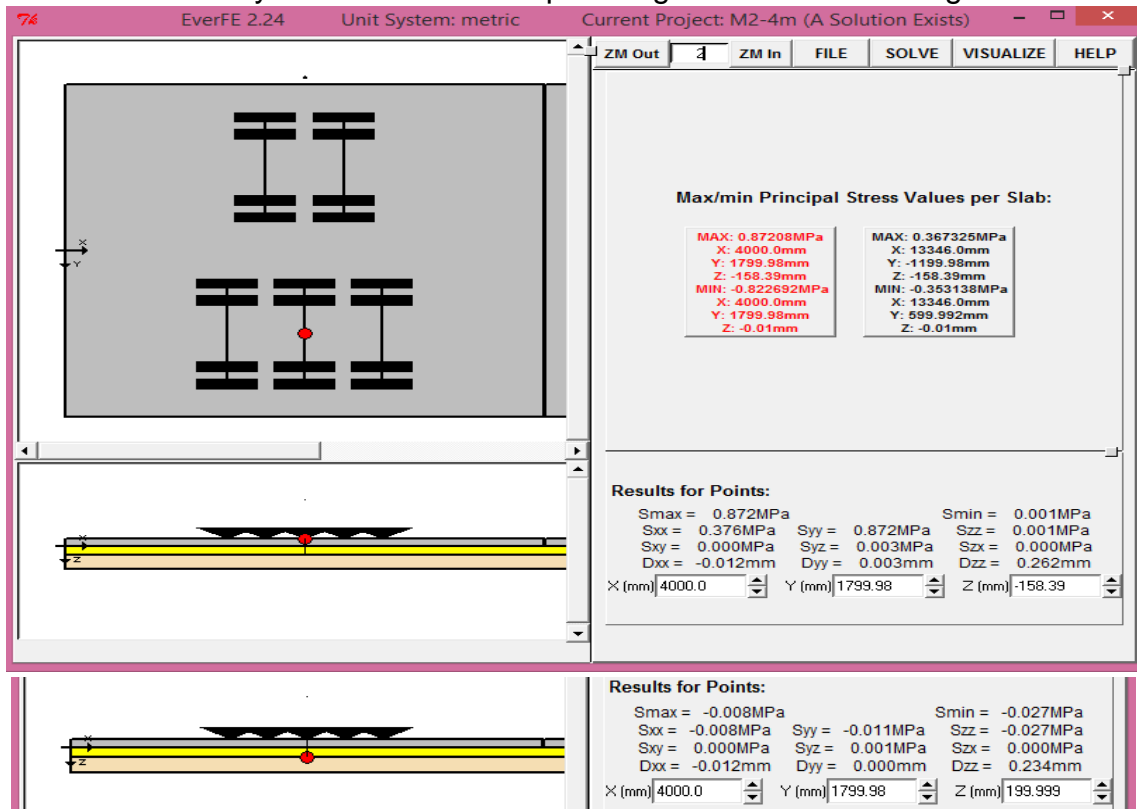 EverFE 2.24 Unit System: metric Current Project: M2-4m (A Solution Exists)
ZM Out ZM In FILE SOLVE VISUALIZE HELP
X
Y
Max/min Principal Stress Values per Slab:
MAX: 0.87208MPa
X: 4000.0mm
Y: 1799.98mm
Z: -158.39mm
MIN: -0.822692MPa
X: 4000.0mm
Y: 1799.98mm
Z: -0.01mm
MAX: 0.367325MPa
X: 13346.0mm
Y: -1199.98mm
Z: -158.39mm
MIN: -0.353138MPa
X: 13346.0mm
Y: 599.992mm
Z: -0.01mm
X
Z
Results for Points:
Smax = 0.872MPa Smin = 0.001MPa
Sxx = 0.376MPa Syy = 0.872MPa Szz = 0.001MPa
Sxy = 0.000MPa Syz = 0.003MPa Szx = 0.000MPa
Dxx = -0.012mm Dyy = 0.003mm Dzz = 0.262mm
X (mm) 4000.0 Y (mm) 1799.98 Z (mm) -158.39
X
Z
Results for Points:
Smax = -0.008MPa Smin = -0.027MPa
Sxx = -0.008MPa Syy = -0.011MPa Szz = -0.027MPa
Sxy = 0.000MPa Syz = 0.001MPa Szx = 0.000MPa
Dxx = -0.012mm Dyy = 0.000mm Dzz = 0.234mm
X (mm) 4000.0 Y (mm) 1799.98 Z (mm) 199.999